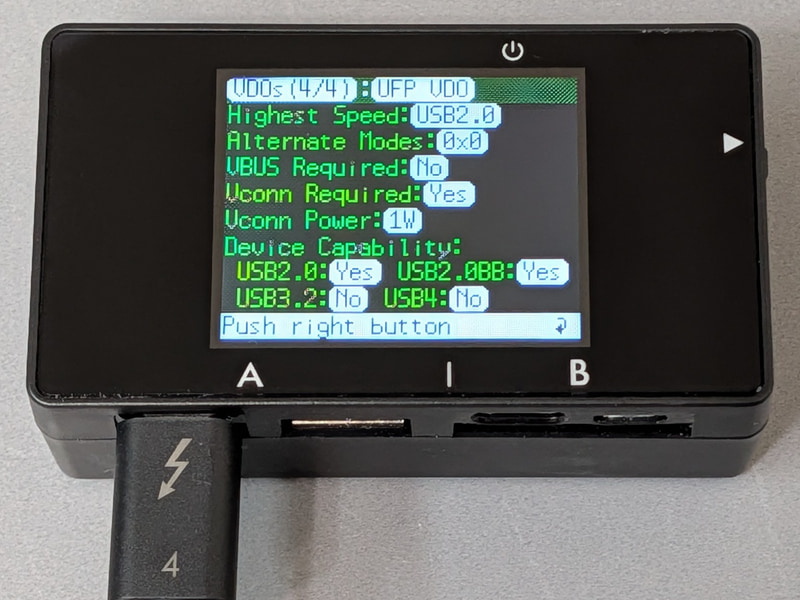 VDOs(4/4):UFP VDO
Highest Speed:USB2.0
Alternate Modes:0x0
VBUS Required:No
Vconn Required:Yes
Vconn Power:1W
Device Capability:
USB2.0:Yes USB2.0BB:Yes
USB3.2:No USB4:No
Push right button
A I B
4